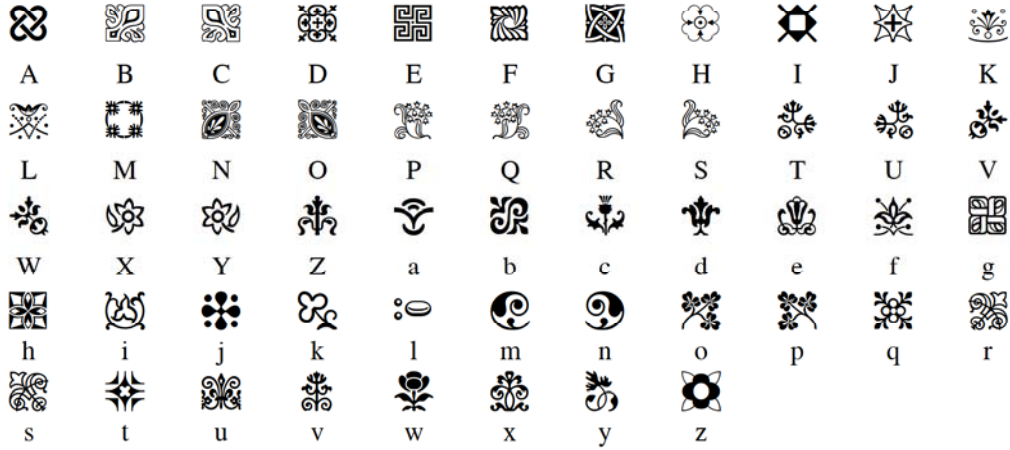 A B C D E F G H I J K
L M N O P Q R S T U V
W X Y Z a b c d e f g
h i j k l m n o p q r
s t u v w x y z